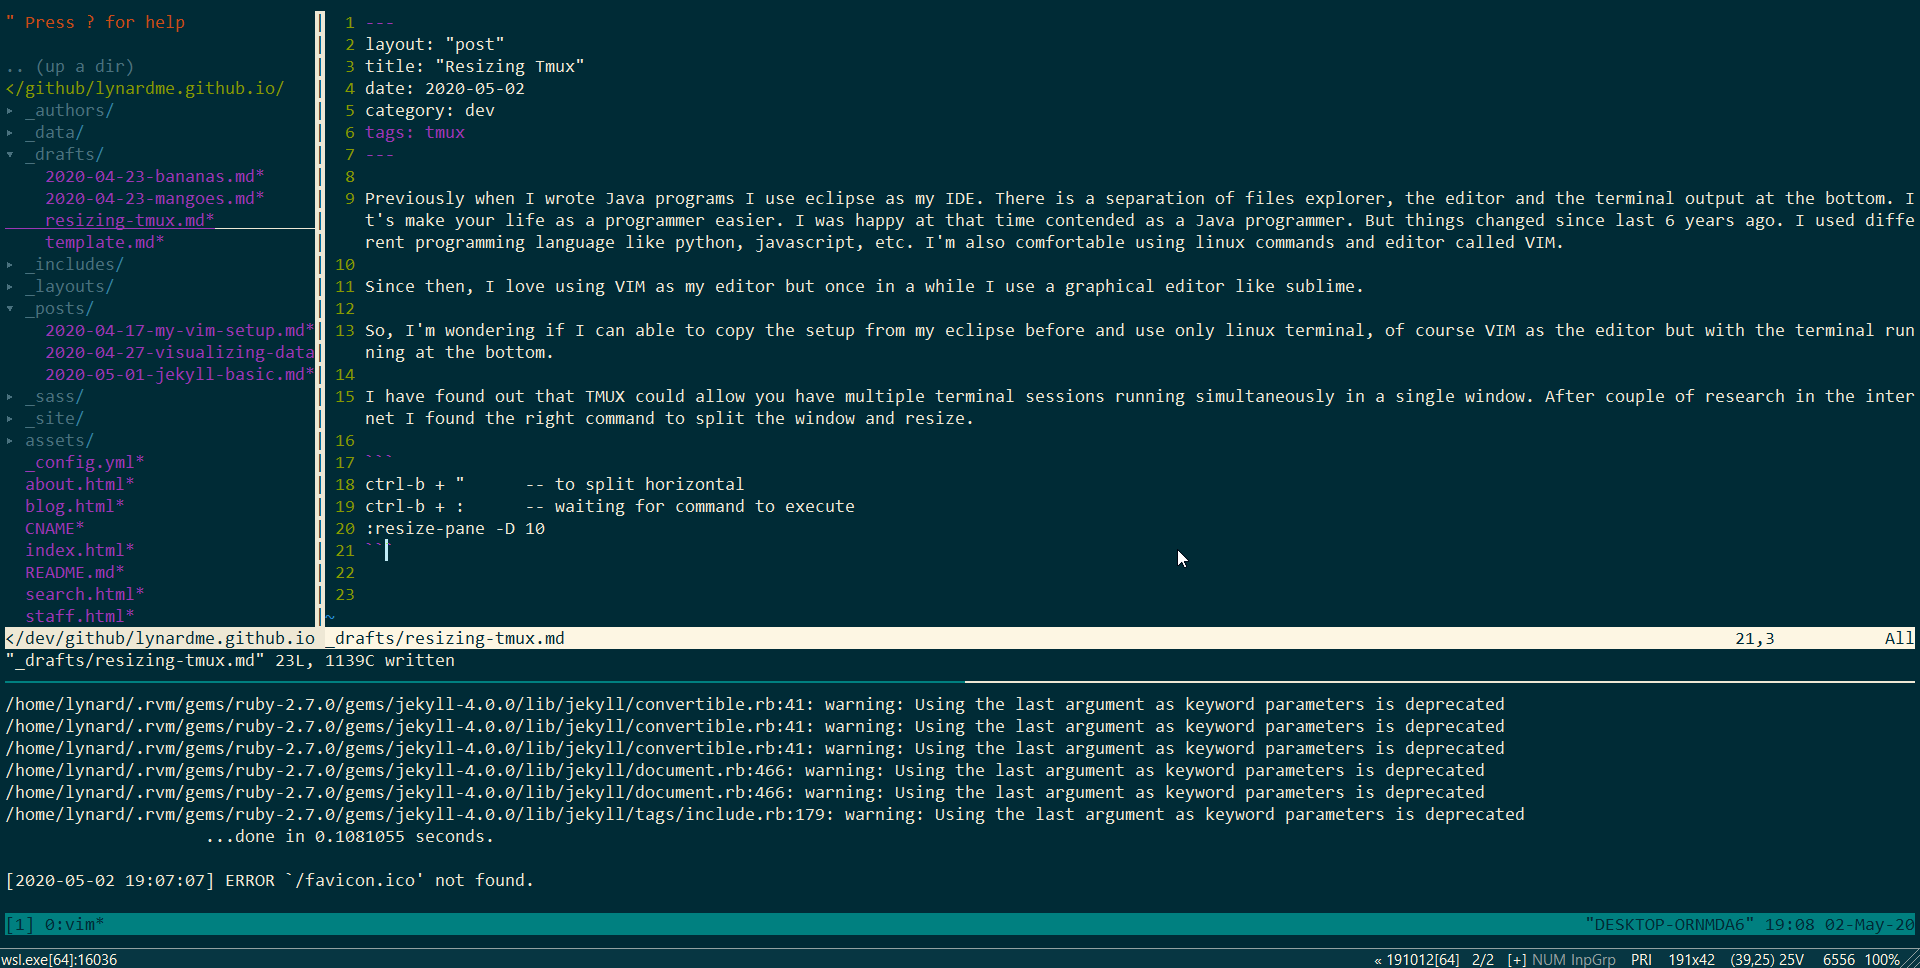 " Press ? for help
.. (up a dir)
</github/lynardme.github.io/
▸ _authors/
▸ _data/
▾ _drafts/
2020-04-23-bananas.md*
2020-04-23-mangoes.md*
resizing-tmux.md*
template.md*
▸ _includes/
▸ _layouts/
▾ _posts/
2020-04-17-my-vim-setup.md*
2020-04-27-visualizing-data
2020-05-01-jekyll-basic.md*
▸ _sass/
▸ _site/
▸ assets/
_config.yml*
about.html*
blog.html*
CNAME*
index.html*
README.md*
search.html*
staff.html*
1 ---
2 layout: "post"
3 title: "Resizing Tmux"
4 date: 2020-05-02
5 category: dev
6 tags: tmux
7 ---
8
9 Previously when I wrote Java programs I use eclipse as my IDE. There is a separation of files explorer, the editor and the terminal output at the bottom. I
t's make your life as a programmer easier. I was happy at that time contended as a Java programmer. But things changed since last 6 years ago. I used diffe
rent programming language like python, javascript, etc. I'm also comfortable using linux commands and editor called VIM.
10
11 Since then, I love using VIM as my editor but once in a while I use a graphical editor like sublime.
12
13 So, I'm wondering if I can able to copy the setup from my eclipse before and use only linux terminal, of course VIM as the editor but with the terminal run
ning at the bottom.
14
15 I have found out that TMUX could allow you have multiple terminal sessions running simultaneously in a single window. After couple of research in the inter
net I found the right command to split the window and resize.
16
17 ```
18 ctrl-b + "      -- to split horizontal
19 ctrl-b + :      -- waiting for command to execute
20 :resize-pane -D 10
21 ```
22
23
~
</dev/github/lynardme.github.io _drafts/resizing-tmux.md 21,3 All
"_drafts/resizing-tmux.md" 23L, 1139C written
/home/lynard/.rvm/gems/ruby-2.7.0/gems/jekyll-4.0.0/lib/jekyll/convertible.rb:41: warning: Using the last argument as keyword parameters is deprecated
/home/lynard/.rvm/gems/ruby-2.7.0/gems/jekyll-4.0.0/lib/jekyll/convertible.rb:41: warning: Using the last argument as keyword parameters is deprecated
/home/lynard/.rvm/gems/ruby-2.7.0/gems/jekyll-4.0.0/lib/jekyll/convertible.rb:41: warning: Using the last argument as keyword parameters is deprecated
/home/lynard/.rvm/gems/ruby-2.7.0/gems/jekyll-4.0.0/lib/jekyll/document.rb:466: warning: Using the last argument as keyword parameters is deprecated
/home/lynard/.rvm/gems/ruby-2.7.0/gems/jekyll-4.0.0/lib/jekyll/document.rb:466: warning: Using the last argument as keyword parameters is deprecated
/home/lynard/.rvm/gems/ruby-2.7.0/gems/jekyll-4.0.0/lib/jekyll/tags/include.rb:179: warning: Using the last argument as keyword parameters is deprecated
...done in 0.1081055 seconds.
[2020-05-02 19:07:07] ERROR `/favicon.ico' not found.
[1] 0:vim* "DESKTOP-ORNMDA6" 19:08 02-May-20
wsl.exe[64]:16036 « 191012[64] 2/2 [+] NUM InpGrp PRI 191x42 (39,25) 25V 6556 100%